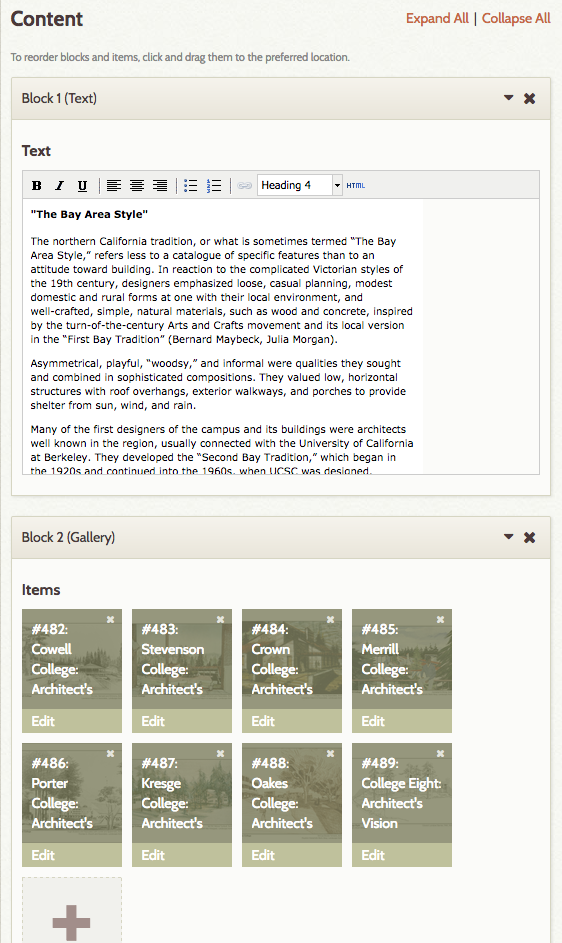 Content
Expand All | Collapse All
To reorder blocks and items, click and drag them to the preferred location.
Block 1 (Text)
Text
B I U Heading 4 HTML
"The Bay Area Style"
The northern California tradition, or what is sometimes termed “The Bay
Area Style,” refers less to a catalogue of specific features than to an
attitude toward building. In reaction to the complicated Victorian styles of
the 19th century, designers emphasized loose, casual planning, modest
domestic and rural forms at one with their local environment, and
well-crafted, simple, natural materials, such as wood and concrete, inspired
by the turn-of-the-century Arts and Crafts movement and its local version
in the “First Bay Tradition” (Bernard Maybeck, Julia Morgan).
Asymmetrical, playful, “woodsy,” and informal were qualities they sought
and combined in sophisticated compositions. They valued low, horizontal
structures with roof overhangs, exterior walkways, and porches to provide
shelter from sun, wind, and rain.
Many of the first designers of the campus and its buildings were architects
well known in the region, usually connected with the University of California
at Berkeley. They developed the “Second Bay Tradition,” which began in
the 1920s and continued into the 1960s, when UCSC was designed.
Block 2 (Gallery)
Items
#482:
Cowell
College:
Architect's
Edit
#483:
Stevenson
College:
Architect's
Edit
#484:
Crown
College:
Architect's
Edit
#485:
Merrill
College:
Architect's
Edit
#486:
Porter
College:
Architect's
Edit
#487:
Kresge
College:
Architect's
Edit
#488:
Oakes
College:
Architect's
Edit
#489:
College Eight:
Architect's
Vision
Edit